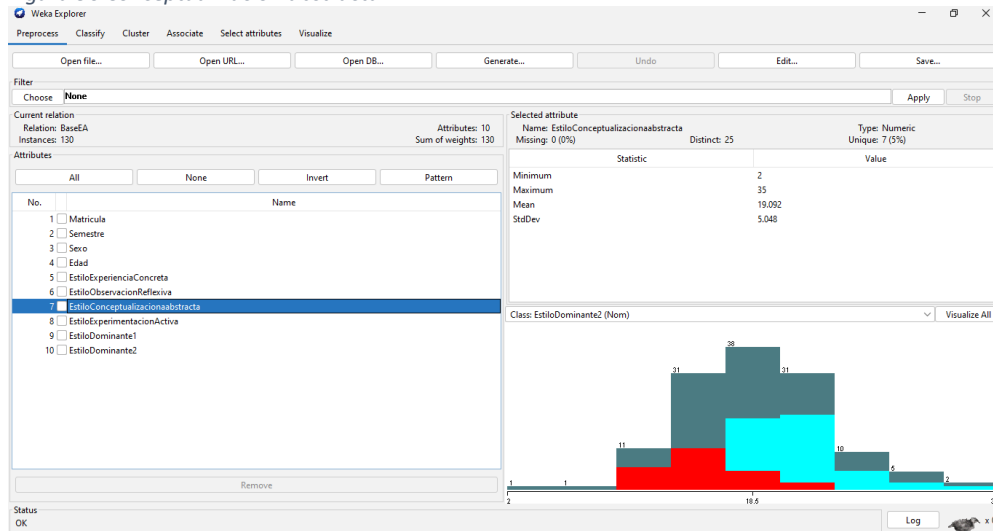 Weka Explorer
Preprocess Classify Cluster Associate Select attributes Visualize
Open file... Open URL... Open DB... Generate... Undo Edit... Save...
Filter
Choose None Apply Stop
Current relation
Relation: BaseEA Attributes: 10
Instances: 130 Sum of weights: 130
Attributes
All None Invert Pattern
No. Name
1 Matricula
2 Semestre
3 Sexo
4 Edad
5 EstiloExperienciaConcreta
6 EstiloObservacionReflexiva
7 EstiloConceptualizacionaabstracta
8 EstiloExperimentacionActiva
9 EstiloDominante1
10 EstiloDominante2
Remove
Selected attribute
Name: EstiloConceptualizacionaabstracta Type: Numeric
Missing: 0 (0%) Distinct: 25 Unique: 7 (5%)
Statistic Value
Minimum 2
Maximum 35
Mean 19.092
StdDev 5.048
Class: EstiloDominante2 (Nom) Visualize All
1 1 11 31 38 31 10 5 2
2 18.5
Status
OK
Log